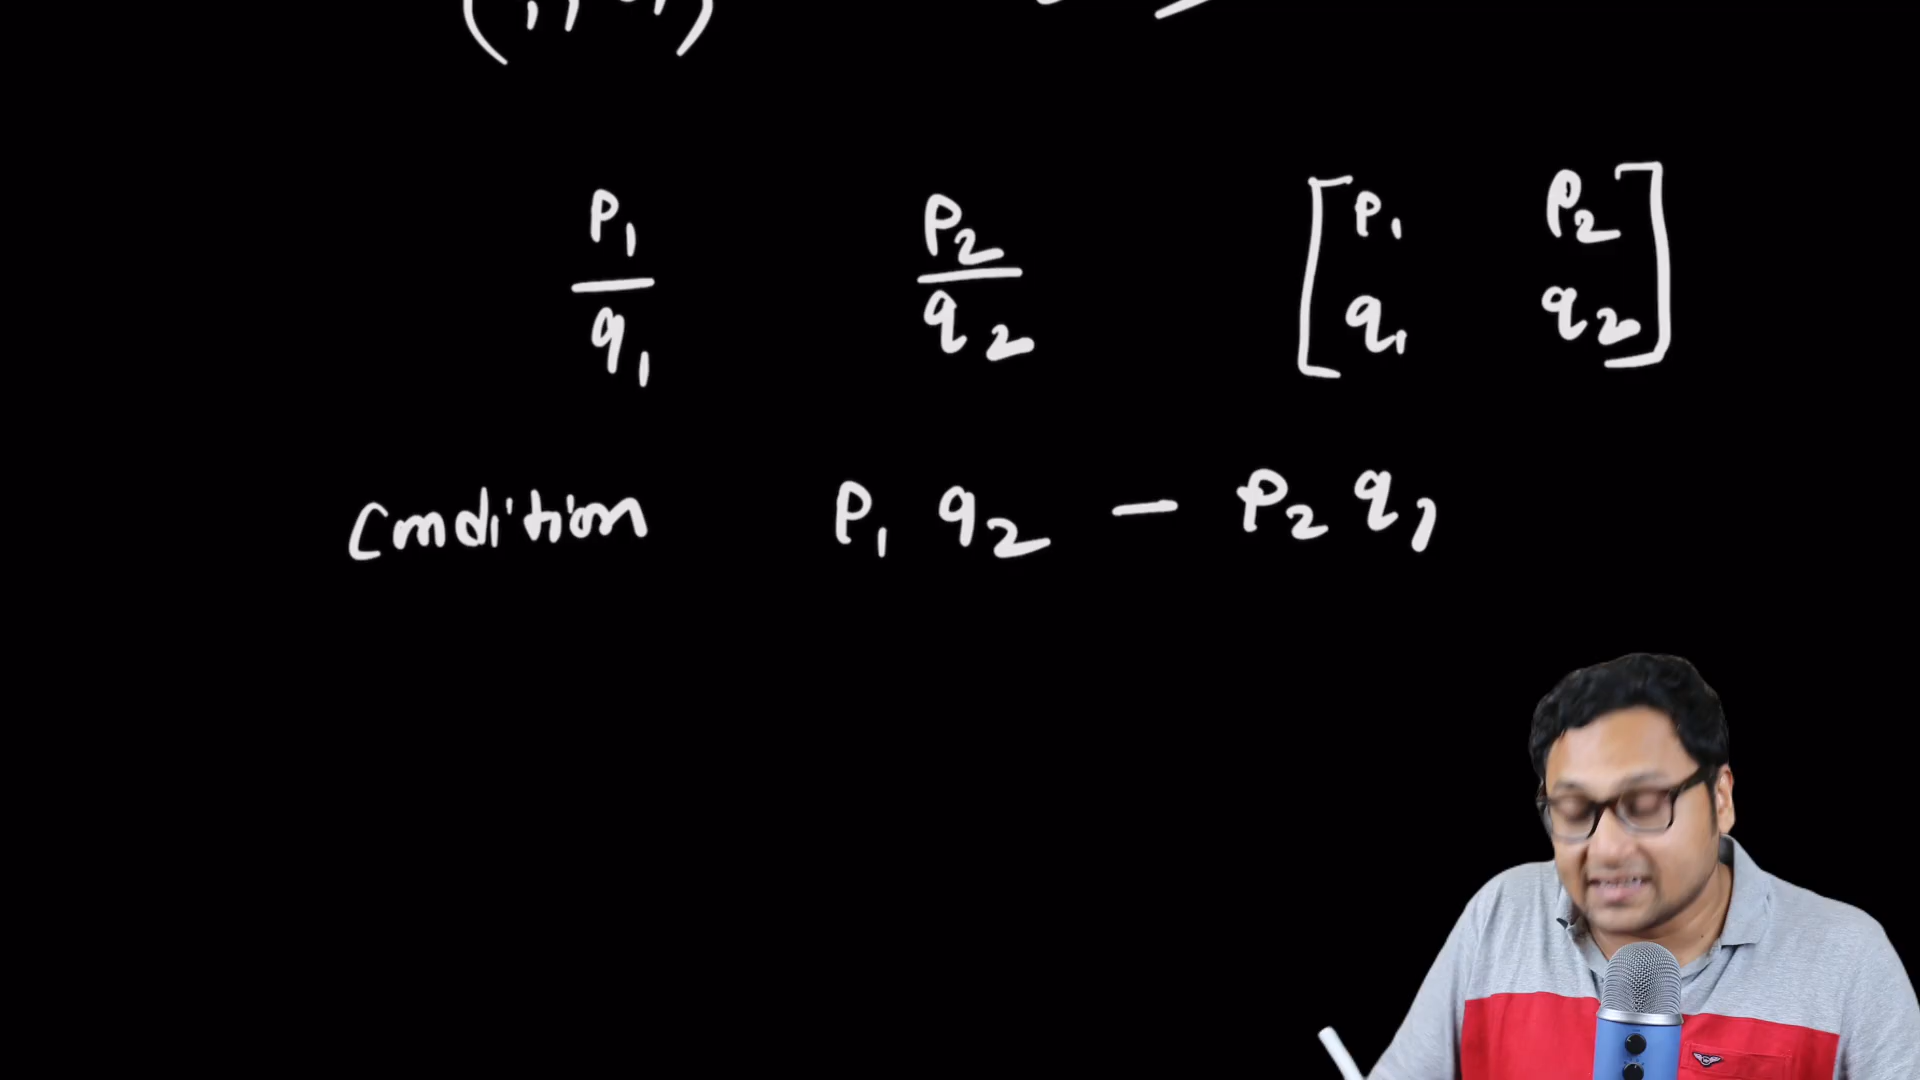 p₁ p₂ [p₁ p₂]
q₁ q₂ [q₁ q₂]
condition p₁ q₂ - p₂ q₁